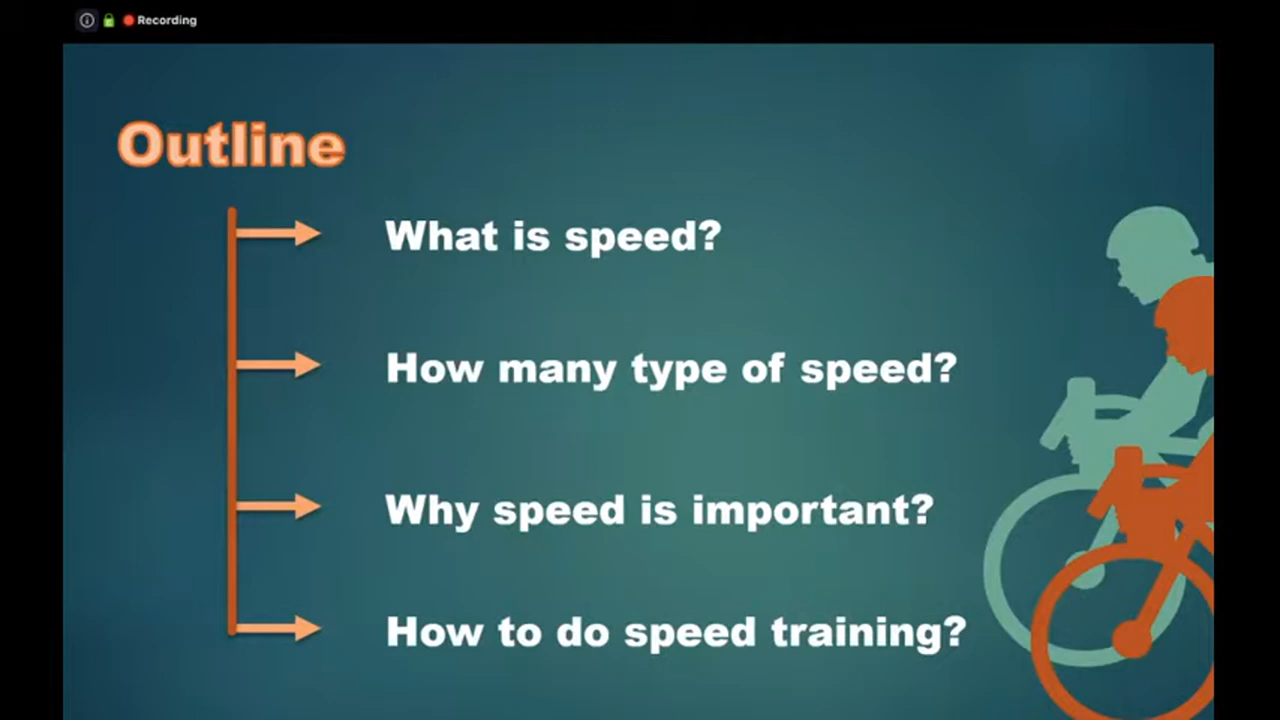 Recording
Outline
What is speed?
How many type of speed?
Why speed is important?
How to do speed training?